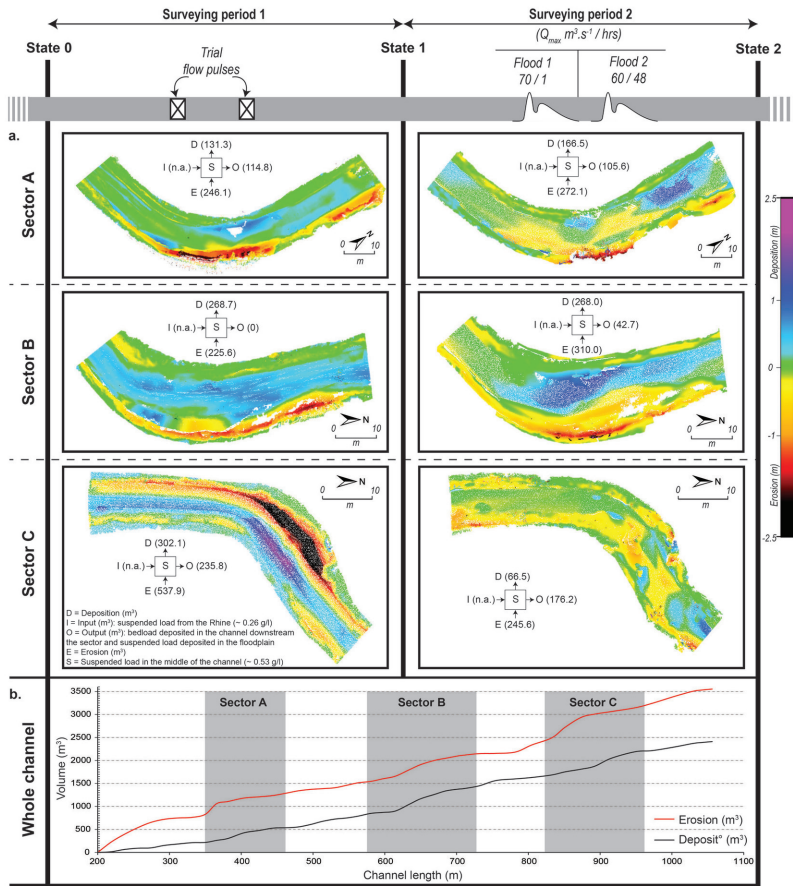 Surveying period 1
Surveying period 2
(Qmax m³.s⁻¹ / hrs)
State 0
State 1
State 2
Trial
flow pulses
Flood 1
70 / 1
Flood 2
60 / 48
a.
Sector A
D (131.3)
I (n.a.) S O (114.8)
E (246.1)
Z
0 10
m
D (166.5)
I (n.a.) S O (105.6)
E (272.1)
Z
0 10
m
Sector B
D (268.7)
I (n.a.) S O (0)
E (225.6)
N
0 10
m
D (268.0)
I (n.a.) S O (42.7)
E (310.0)
N
0 10
m
Sector C
N
0 10
m
D (302.1)
I (n.a.) S O (235.8)
E (537.9)
D = Deposition (m³)
I = Input (m³): suspended load from the Rhine (~ 0.26 g/l)
O = Output (m³): bedload deposited in the channel downstream
the sector and suspended load deposited in the floodplain
E = Erosion (m³)
S = Suspended load in the middle of the channel (~ 0.53 g/l)
N
0 10
m
D (66.5)
I (n.a.) S O (176.2)
E (245.6)
2.5
Deposition (m)
1
0
-1
Erosion (m)
-2.5
b.
Whole channel
Volume (m³)
3500
3000
2500
2000
1500
1000
500
0
Sector A
Sector B
Sector C
Erosion (m³)
Deposit° (m³)
200 300 400 500 600 700 800 900 1000 1100
Channel length (m)